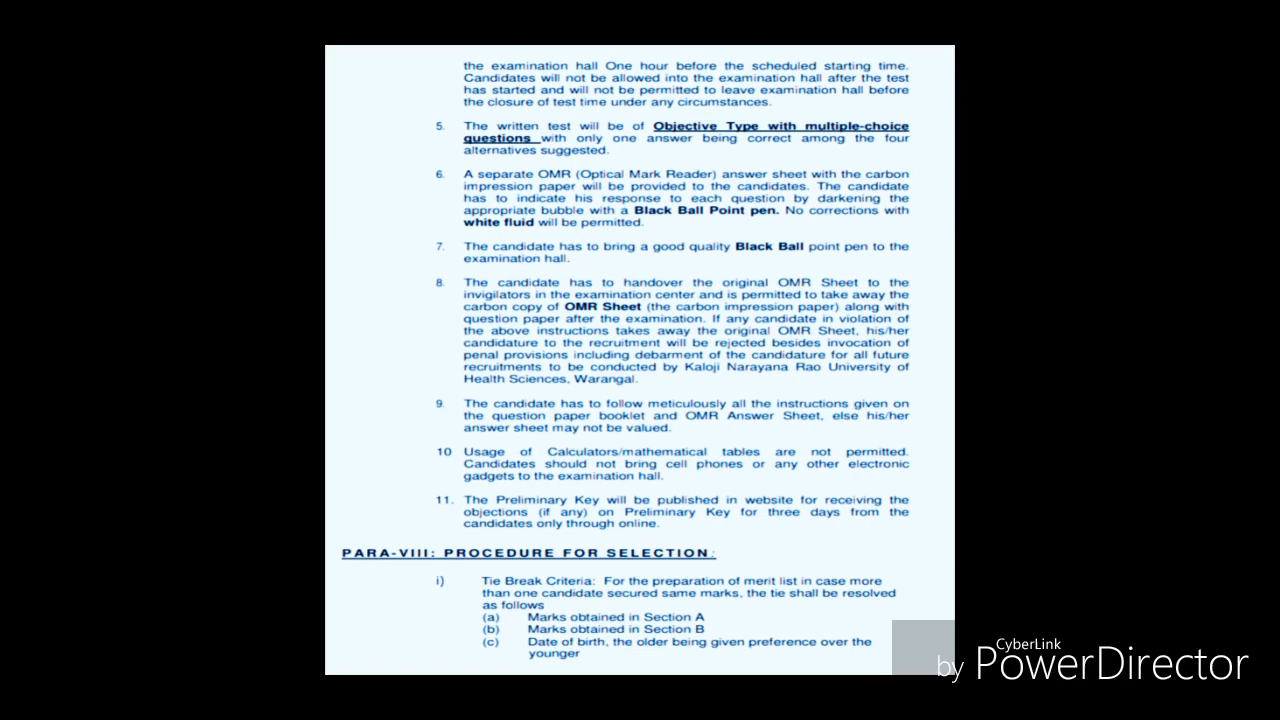 the examination hall One hour before the scheduled starting time.
Candidates will not be allowed into the examination hall after the test
has started and will not be permitted to leave examination hall before
the closure of test time under any circumstances.
5. The written test will be of Objective Type with multiple-choice
questions with only one answer being correct among the four
alternatives suggested.
6. A separate OMR (Optical Mark Reader) answer sheet with the carbon
impression paper will be provided to the candidates. The candidate
has to indicate his response to each question by darkening the
appropriate bubble with a Black Ball Point pen. No corrections with
white fluid will be permitted.
7. The candidate has to bring a good quality Black Ball point pen to the
examination hall.
8. The candidate has to handover the original OMR Sheet to the
invigilators in the examination center and is permitted to take away the
carbon copy of OMR Sheet (the carbon impression paper) along with
question paper after the examination. If any candidate in violation of
the above instructions takes away the original OMR Sheet, his/her
candidature to the recruitment will be rejected besides invocation of
penal provisions including debarment of the candidature for all future
recruitments to be conducted by Kaloji Narayana Rao University of
Health Sciences, Warangal.
9. The candidate has to follow meticulously all the instructions given on
the question paper booklet and OMR Answer Sheet, else his/her
answer sheet may not be valued.
10 Usage of Calculators/mathematical tables are not permitted.
Candidates should not bring cell phones or any other electronic
gadgets to the examination hall.
11. The Preliminary Key will be published in website for receiving the
objections (if any) on Preliminary Key for three days from the
candidates only through online.
PARA-VIII: PROCEDURE FOR SELECTION:
i) Tie Break Criteria: For the preparation of merit list in case more
than one candidate secured same marks, the tie shall be resolved
as follows
(a) Marks obtained in Section A
(b) Marks obtained in Section B
(c) Date of birth, the older being given preference over the
younger
CyberLink
by PowerDirector